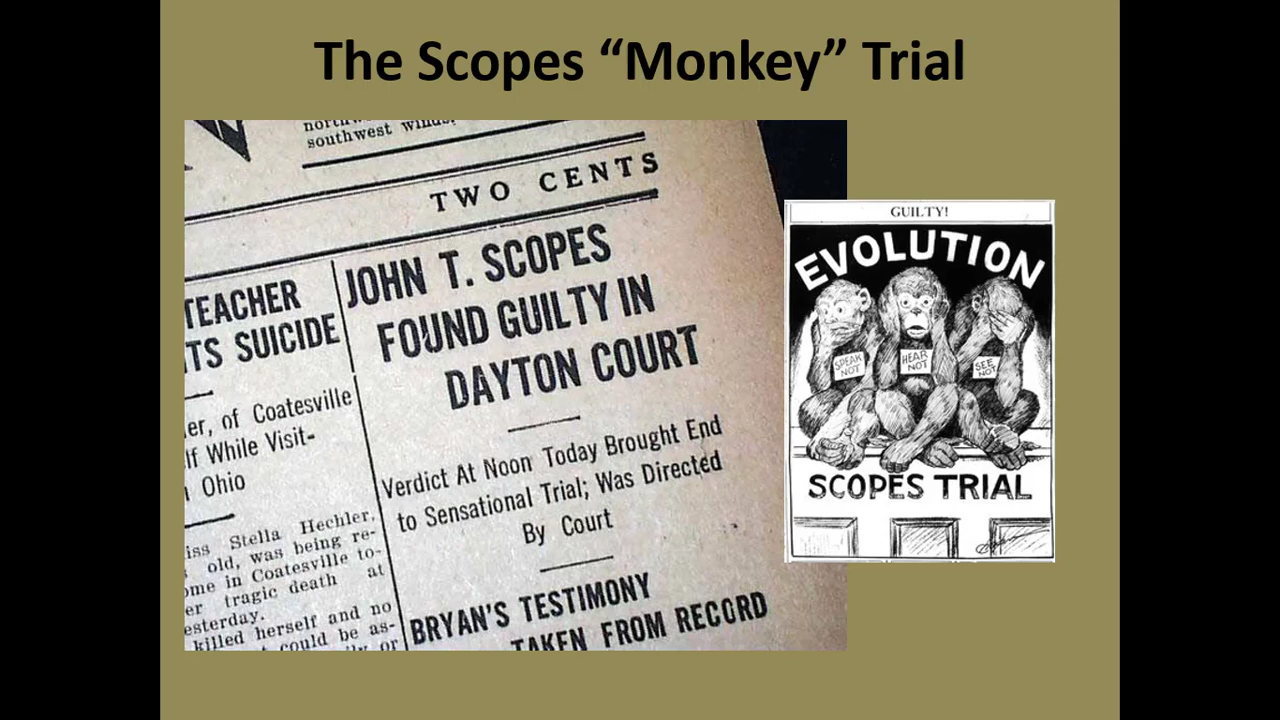 The Scopes “Monkey” Trial
southwest winds.
TWO CENTS
TEACHER
SUICIDE
of Coatesville
While Visit-
Ohio
Stella Hechler,
old, was being re-
in Coatesville to-
tragic death at
killed herself and no
could be as-
or
JOHN T. SCOPES
FOUND GUILTY IN
DAYTON COURT
Verdict At Noon Today Brought End
to Sensational Trial; Was Directed
By Court
BRYAN'S TESTIMONY
TAKEN FROM RECORD
GUILTY!
EVOLUTION
SPEAK
NOT
HEAR
NOT
SEE
NOT
SCOPES TRIAL